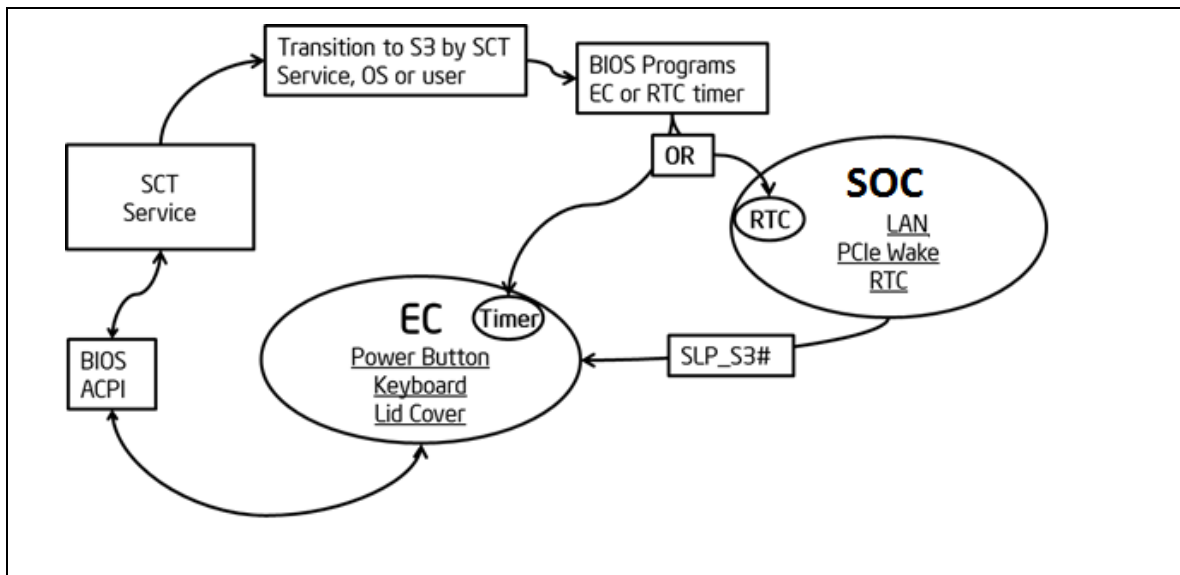 Transition to S3 by SCT
Service, OS or user
BIOS Programs
EC or RTC timer
OR
SCT
Service
SOC
RTC
LAN
PCIe Wake
RTC
EC
Timer
Power Button
Keyboard
Lid Cover
SLP_S3#
BIOS
ACPI